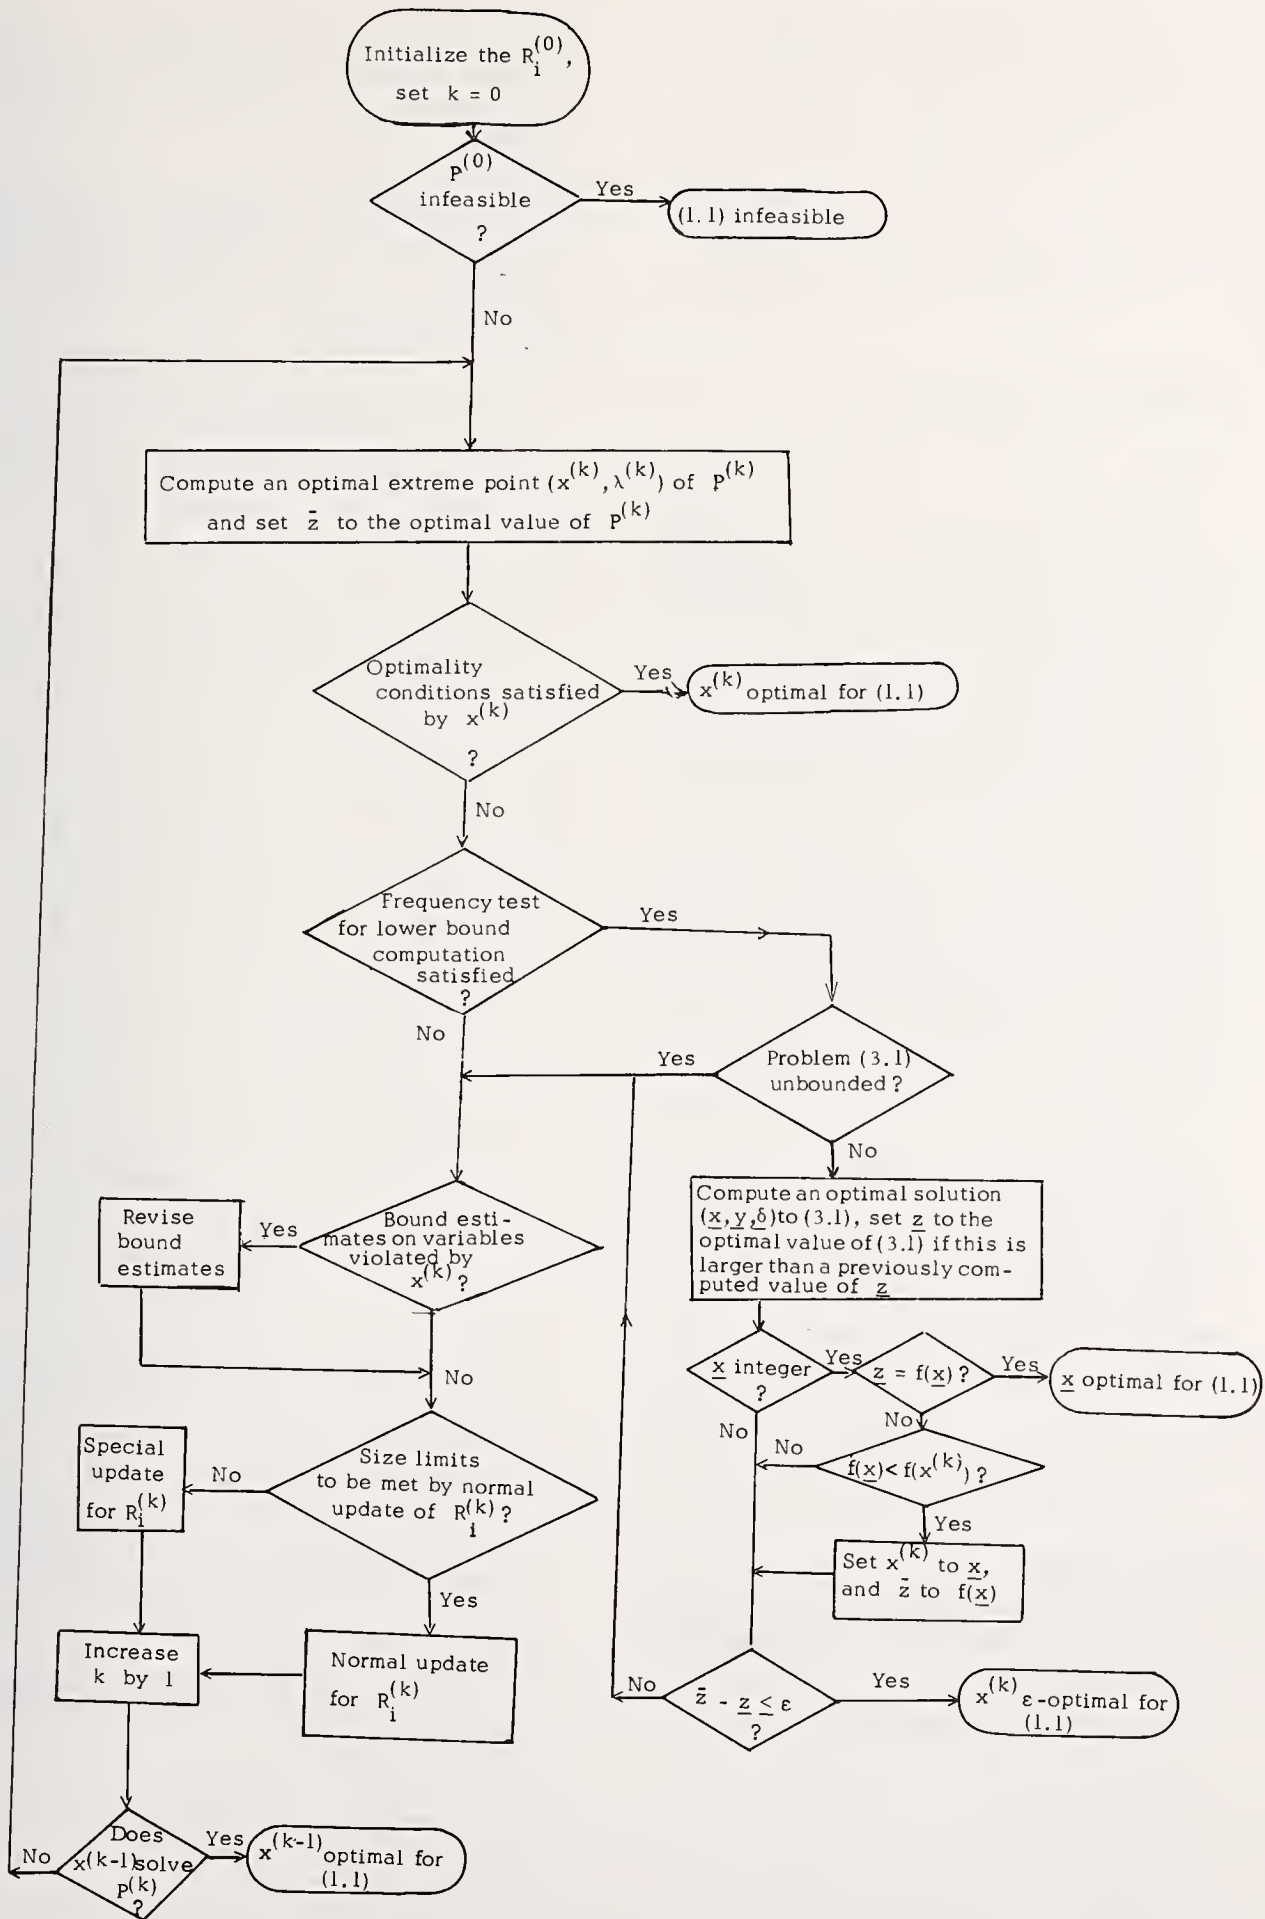 Initialize the R_i^(0),
set k = 0
P^(0)
infeasible
?
Yes
(1.1) infeasible
No
Compute an optimal extreme point (x^(k), λ^(k)) of P^(k)
and set z̄ to the optimal value of P^(k)
Optimality
conditions satisfied
by x^(k)
?
Yes
x^(k) optimal for (1.1)
No
Frequency test
for lower bound
computation
satisfied
?
Yes
No
Problem (3.1)
unbounded?
Yes
No
Compute an optimal solution
(x̲, y̲, δ̲) to (3.1), set z̲ to the
optimal value of (3.1) if this is
larger than a previously com-
puted value of z̲
Bound esti-
mates on variables
violated by
x^(k)?
Yes
Revise
bound
estimates
No
x̲ integer
?
Yes
z̲ = f(x̲)?
Yes
x̲ optimal for (1.1)
No
No
f(x̲) < f(x^(k))?
No
Yes
Set x^(k) to x̲,
and z̄ to f(x̲)
Size limits
to be met by normal
update of R_i^(k)?
No
Special
update
for R_i^(k)
Yes
Normal update
for R_i^(k)
Increase
k by 1
z̄ - z̲ ≤ ε
?
No
Yes
x^(k) ε-optimal for
(1.1)
Does
x^(k-1) solve
P^(k)
?
No
Yes
x^(k-1) optimal for
(1.1)